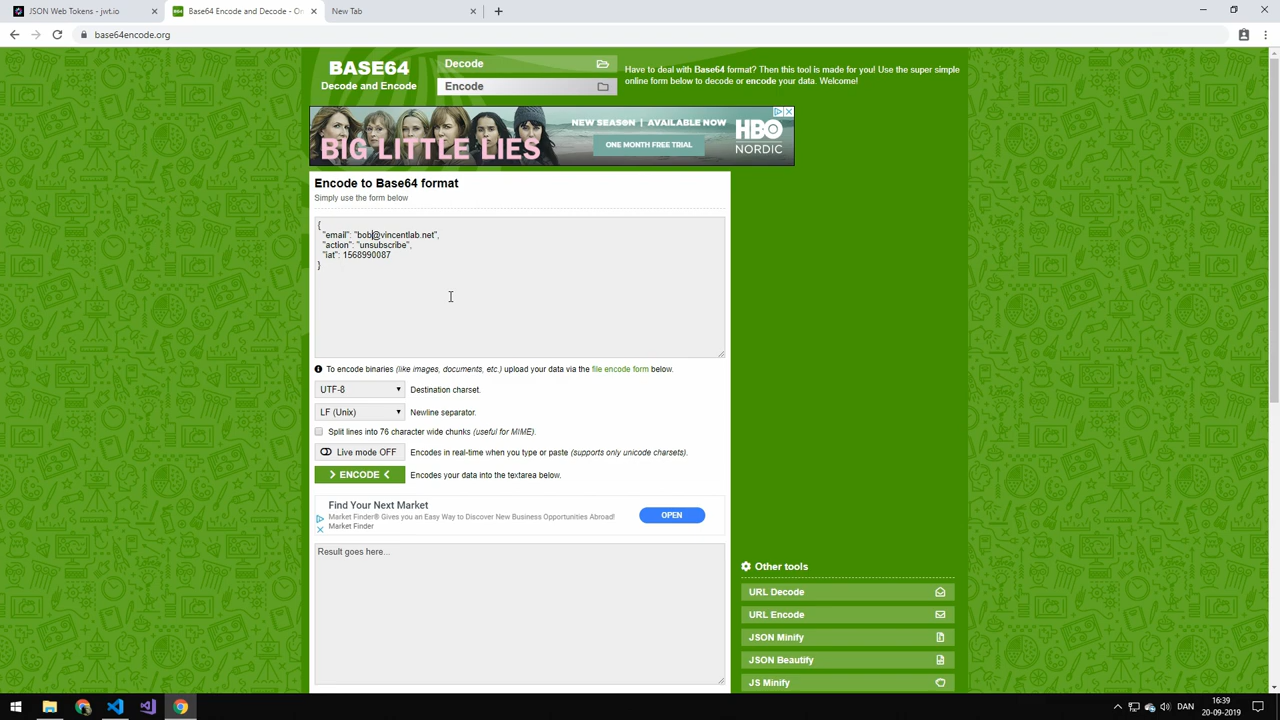 JSON Web Tokens - jwt.io
Base64 Encode and Decode - On
New Tab
base64encode.org
BASE64
Decode and Encode
Decode
Encode
Have to deal with Base64 format? Then this tool is made for you! Use the super simple
online form below to decode or encode your data. Welcome!
NEW SEASON | AVAILABLE NOW
BIG LITTLE LIES
ONE MONTH FREE TRIAL
HBO
NORDIC
Encode to Base64 format
Simply use the form below
{
"email": "bob@vincentlab.net",
"action": "unsubscribe",
"iat": 1568990087
}
To encode binaries (like images, documents, etc.) upload your data via the file encode form below.
UTF-8
Destination charset.
LF (Unix)
Newline separator.
Split lines into 76 character wide chunks (useful for MIME).
Live mode OFF
Encodes in real-time when you type or paste (supports only unicode charsets).
> ENCODE <
Encodes your data into the textarea below.
Find Your Next Market
Market Finder® Gives you an Easy Way to Discover New Business Opportunities Abroad!
Market Finder
OPEN
Result goes here...
Other tools
URL Decode
URL Encode
JSON Minify
JSON Beautify
JS Minify
DAN
16:39
20-09-2019